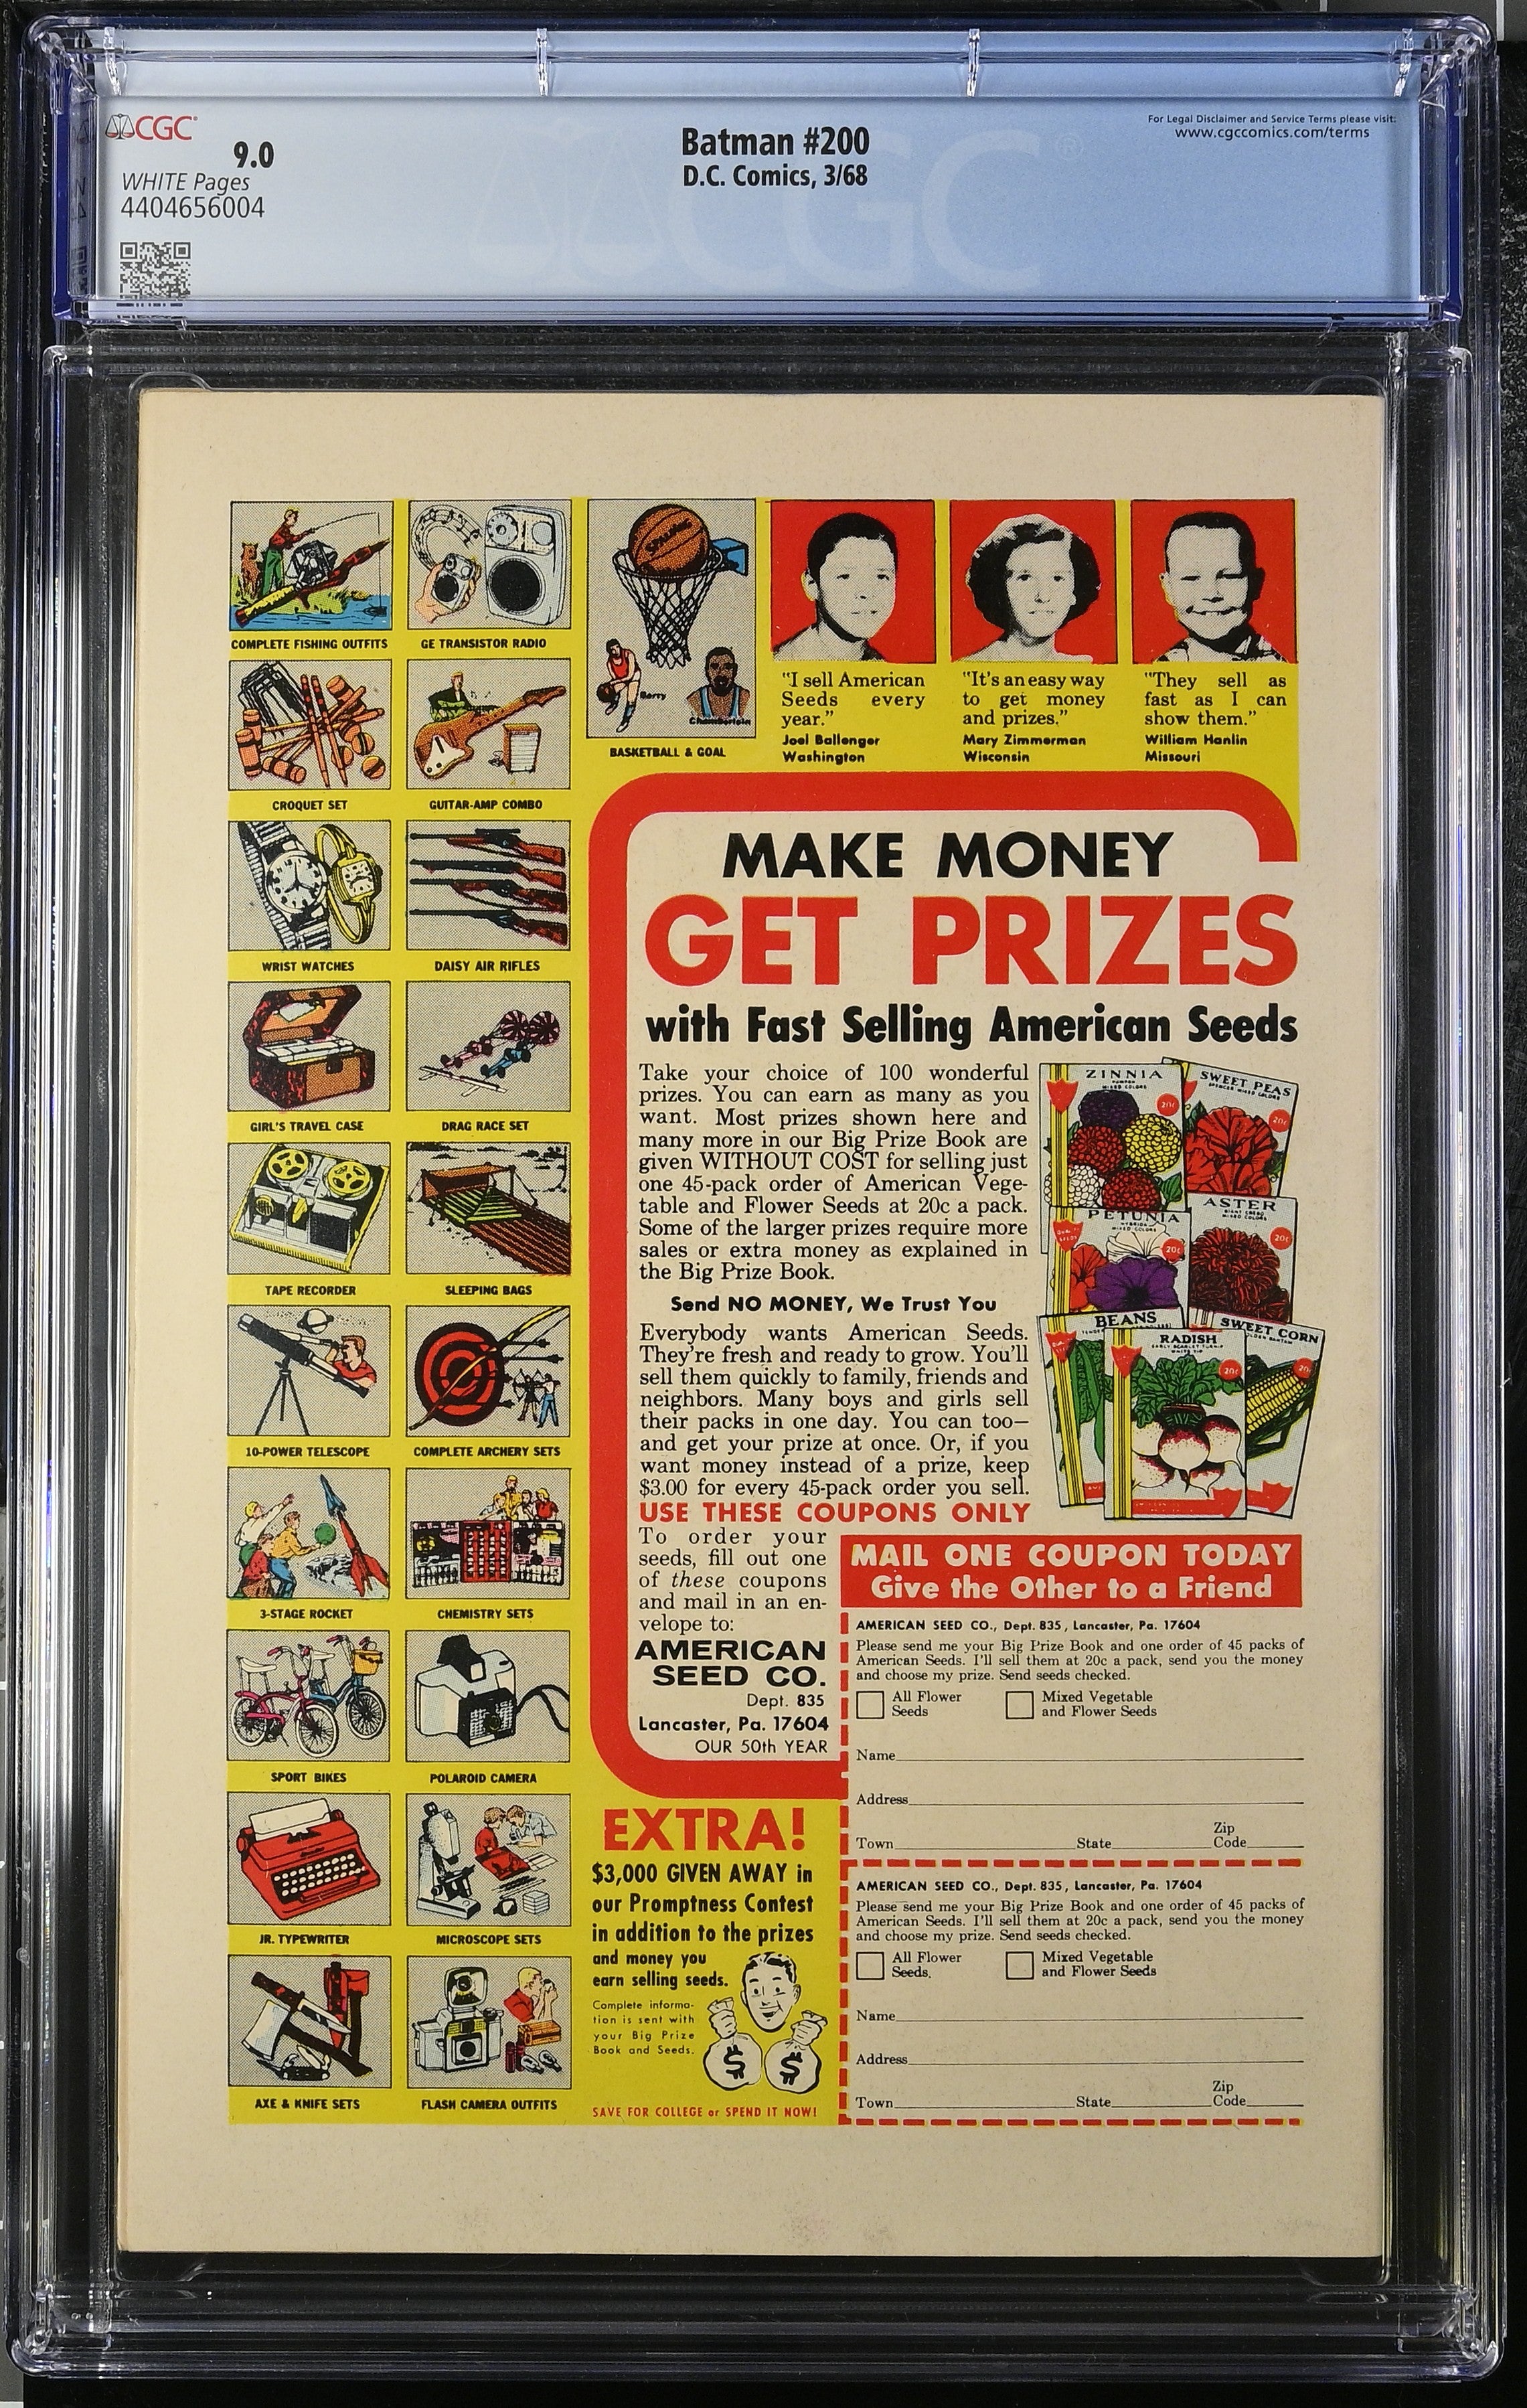 CGC
9.0
WHITE Pages
4404656004
Batman #200
D.C. Comics, 3/68
For Legal Disclaimer and Service Terms please visit:
www.cgccomics.com/terms
CGC
COMPLETE FISHING OUTFITS
GE TRANSISTOR RADIO
CROQUET SET
GUITAR-AMP COMBO
WRIST WATCHES
DAISY AIR RIFLES
GIRL'S TRAVEL CASE
DRAG RACE SET
TAPE RECORDER
SLEEPING BAGS
10-POWER TELESCOPE
COMPLETE ARCHERY SETS
3-STAGE ROCKET
CHEMISTRY SETS
SPORT BIKES
POLAROID CAMERA
JR. TYPEWRITER
MICROSCOPE SETS
AXE & KNIFE SETS
FLASH CAMERA OUTFITS
Barry
Chamberlain
BASKETBALL & GOAL
"I sell American
Seeds every
year."
Joel Ballenger
Washington
"It's an easy way
to get money
and prizes."
Mary Zimmerman
Wisconsin
"They sell as
fast as I can
show them."
William Hanlin
Missouri
MAKE MONEY
GET PRIZES
with Fast Selling American Seeds
Take your choice of 100 wonderful
prizes. You can earn as many as you
want. Most prizes shown here and
many more in our Big Prize Book are
given WITHOUT COST for selling just
one 45-pack order of American Vege-
table and Flower Seeds at 20c a pack.
Some of the larger prizes require more
sales or extra money as explained in
the Big Prize Book.
Send NO MONEY, We Trust You
Everybody wants American Seeds.
They're fresh and ready to grow. You'll
sell them quickly to family, friends and
neighbors. Many boys and girls sell
their packs in one day. You can too—
and get your prize at once. Or, if you
want money instead of a prize, keep
$3.00 for every 45-pack order you sell.
USE THESE COUPONS ONLY
To order your
seeds, fill out one
of these coupons
and mail in an en-
velope to:
AMERICAN
SEED CO.
Dept. 835
Lancaster, Pa. 17604
OUR 50th YEAR
ZINNIA
MIXED COLORS
20¢
SWEET PEAS
SPENCER MIXED COLORS
20¢
PETUNIA
MIXED COLORS
20¢
ASTER
MIXED COLORS
20¢
BEANS
RADISH
EARLY SCARLET TURNIP
WHITE TIP
20¢
SWEET CORN
20¢
MAIL ONE COUPON TODAY
Give the Other to a Friend
AMERICAN SEED CO., Dept. 835, Lancaster, Pa. 17604
Please send me your Big Prize Book and one order of 45 packs of
American Seeds. I'll sell them at 20c a pack, send you the money
and choose my prize. Send seeds checked.
All Flower
Seeds
Mixed Vegetable
and Flower Seeds
Name
Address
Town State Zip
Code
AMERICAN SEED CO., Dept. 835, Lancaster, Pa. 17604
Please send me your Big Prize Book and one order of 45 packs of
American Seeds. I'll sell them at 20c a pack, send you the money
and choose my prize. Send seeds checked.
All Flower
Seeds.
Mixed Vegetable
and Flower Seeds
Name
Address
Town State Zip
Code
EXTRA!
$3,000 GIVEN AWAY in
our Promptness Contest
in addition to the prizes
and money you
earn selling seeds.
Complete informa-
tion is sent with
your Big Prize
Book and Seeds.
$ $
SAVE FOR COLLEGE or SPEND IT NOW!